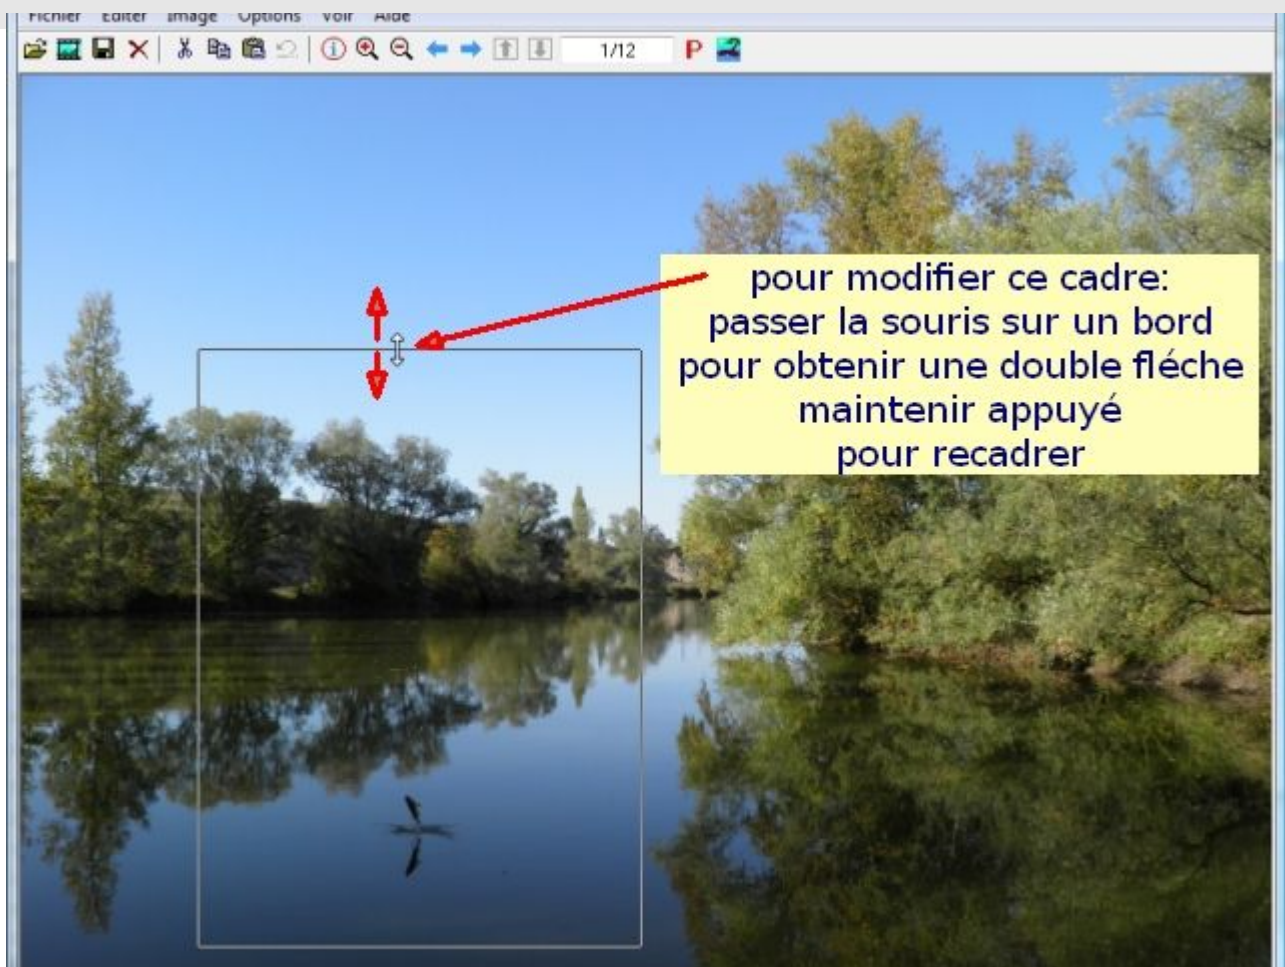 Fichier Editer Image Options Voir Aide
1/12 P
pour modifier ce cadre:
passer la souris sur un bord
pour obtenir une double fléche
maintenir appuyé
pour recadrer